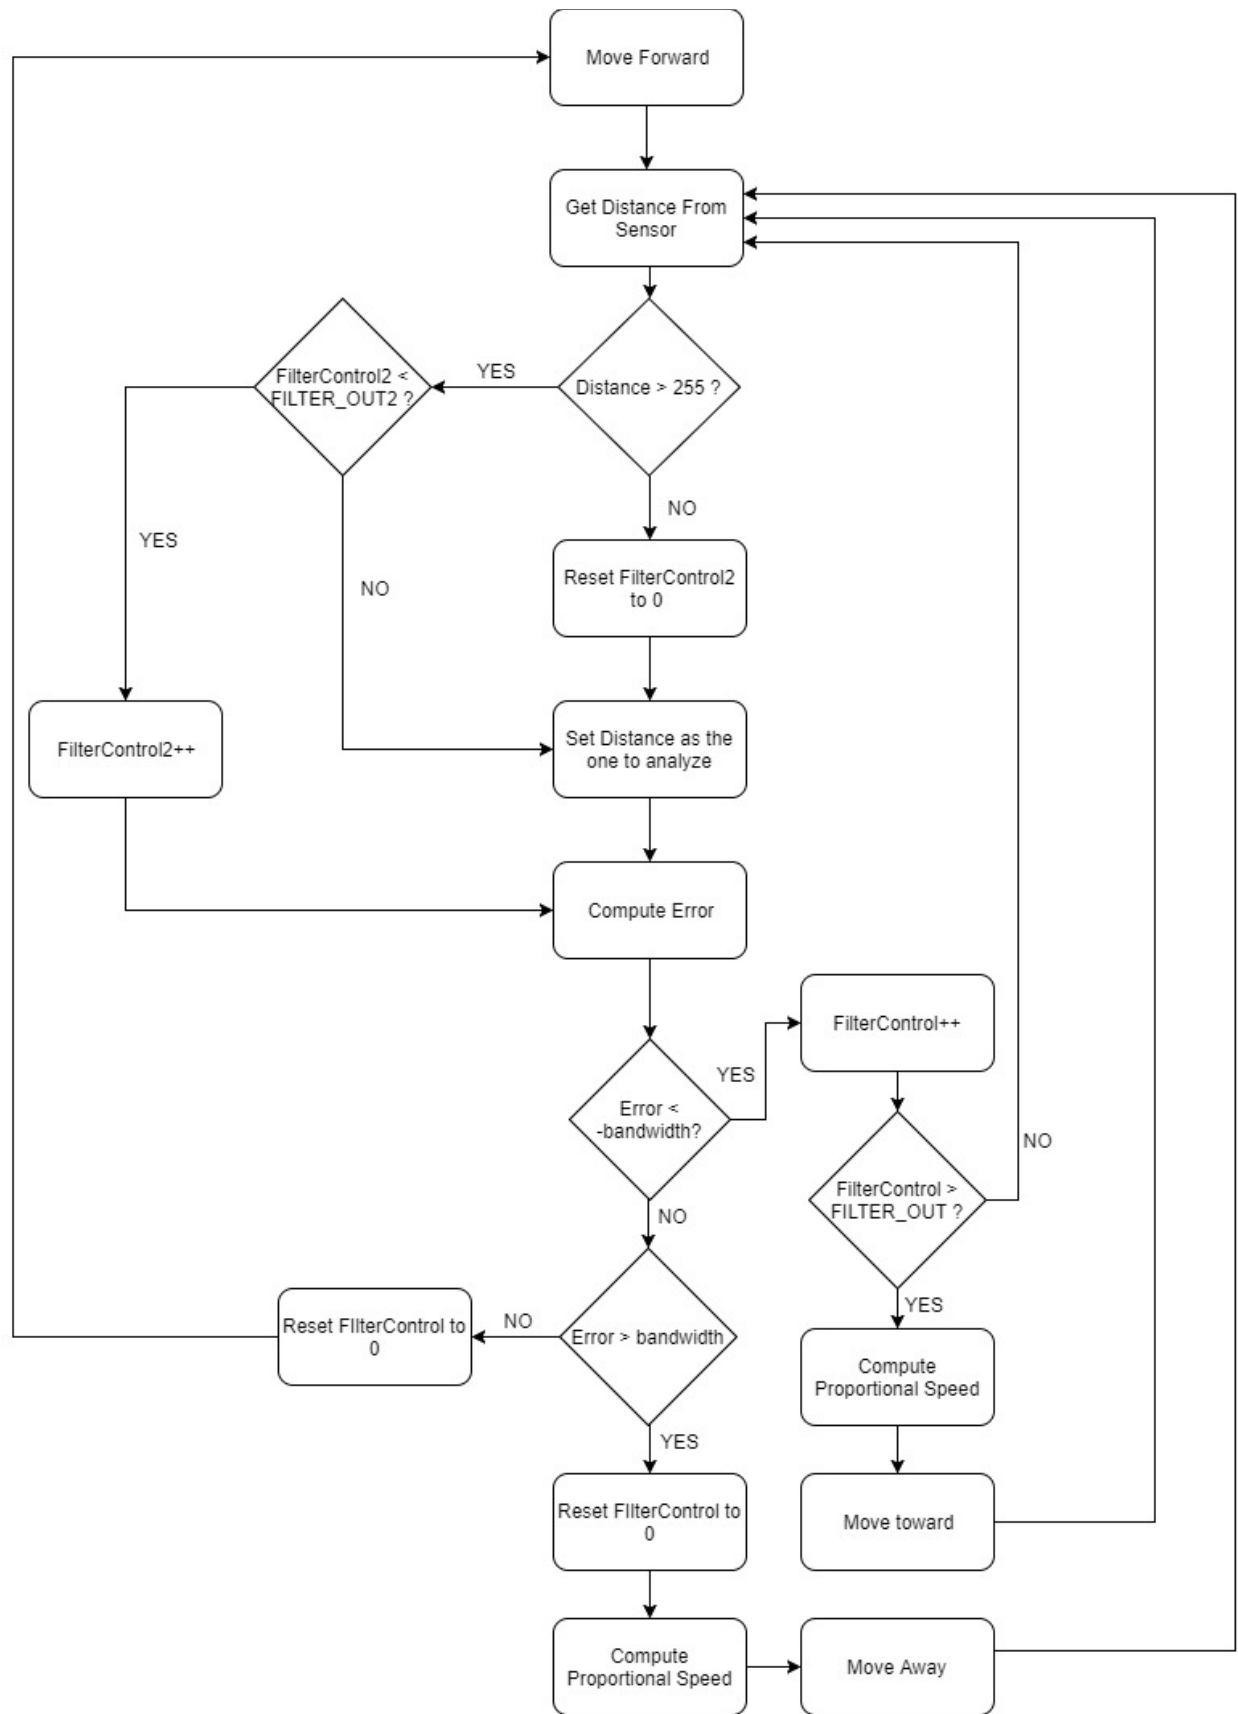 Move Forward
Get Distance From
Sensor
Distance > 255 ?
YES
FilterControl2 <
FILTER_OUT2 ?
YES
NO
NO
Reset FilterControl2
to 0
FilterControl2++
Set Distance as the
one to analyze
Compute Error
Error <
-bandwidth?
YES
FilterControl++
FilterControl >
FILTER_OUT ?
NO
NO
YES
Error > bandwidth
NO
Reset FIlterControl to
0
Compute
Proportional Speed
Move toward
YES
Reset FIlterControl to
0
Compute
Proportional Speed
Move Away